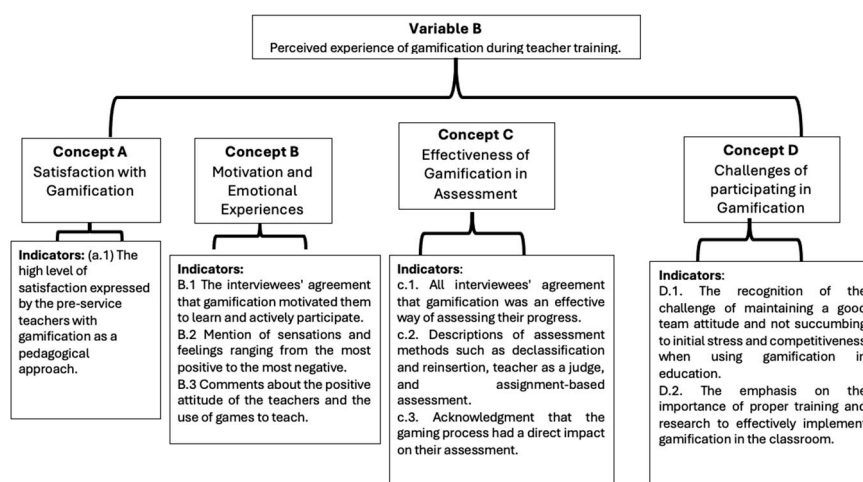 Variable B
Perceived experience of gamification during teacher training.
Concept A
Satisfaction with
Gamification
Concept B
Motivation and
Emotional
Experiences
Concept C
Effectiveness of
Gamification in
Assessment
Concept D
Challenges of
participating in
Gamification
Indicators: (a.1) The
high level of
satisfaction expressed
by the pre-service
teachers with
gamification as a
pedagogical
approach.
Indicators:
B.1 The interviewees' agreement
that gamification motivated them
to learn and actively participate.
B.2 Mention of sensations and
feelings ranging from the most
positive to the most negative.
B.3 Comments about the positive
attitude of the teachers and the
use of games to teach.
Indicators:
c.1. All interviewees' agreement
that gamification was an effective
way of assessing their progress.
c.2. Descriptions of assessment
methods such as declassification
and reinsertion, teacher as a judge,
and assignment-based
assessment.
c.3. Acknowledgment that the
gaming process had a direct impact
on their assessment.
Indicators:
D.1. The recognition of the
challenge of maintaining a good
team attitude and not succumbing
to initial stress and competitiveness
when using gamification in
education.
D.2. The emphasis on the
importance of proper training and
research to effectively implement
gamification in the classroom.